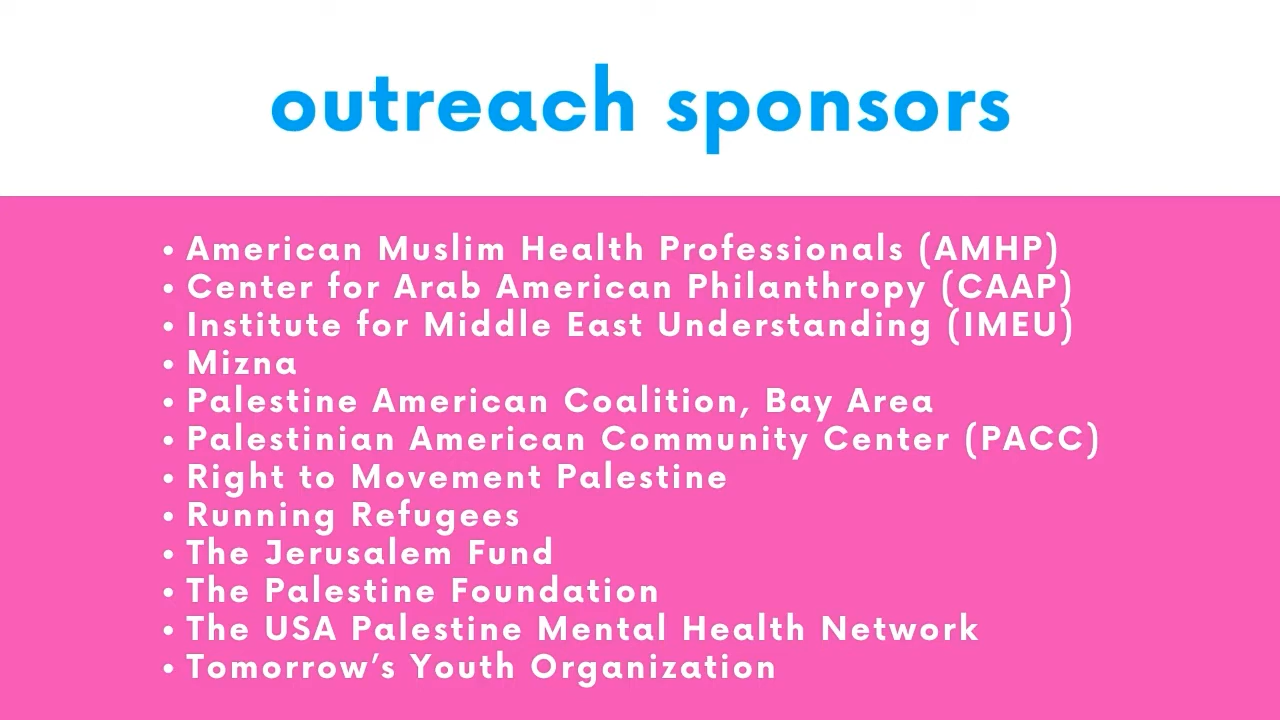 outreach sponsors
• American Muslim Health Professionals (AMHP)
• Center for Arab American Philanthropy (CAAP)
• Institute for Middle East Understanding (IMEU)
• Mizna
• Palestine American Coalition, Bay Area
• Palestinian American Community Center (PACC)
• Right to Movement Palestine
• Running Refugees
• The Jerusalem Fund
• The Palestine Foundation
• The USA Palestine Mental Health Network
• Tomorrow’s Youth Organization